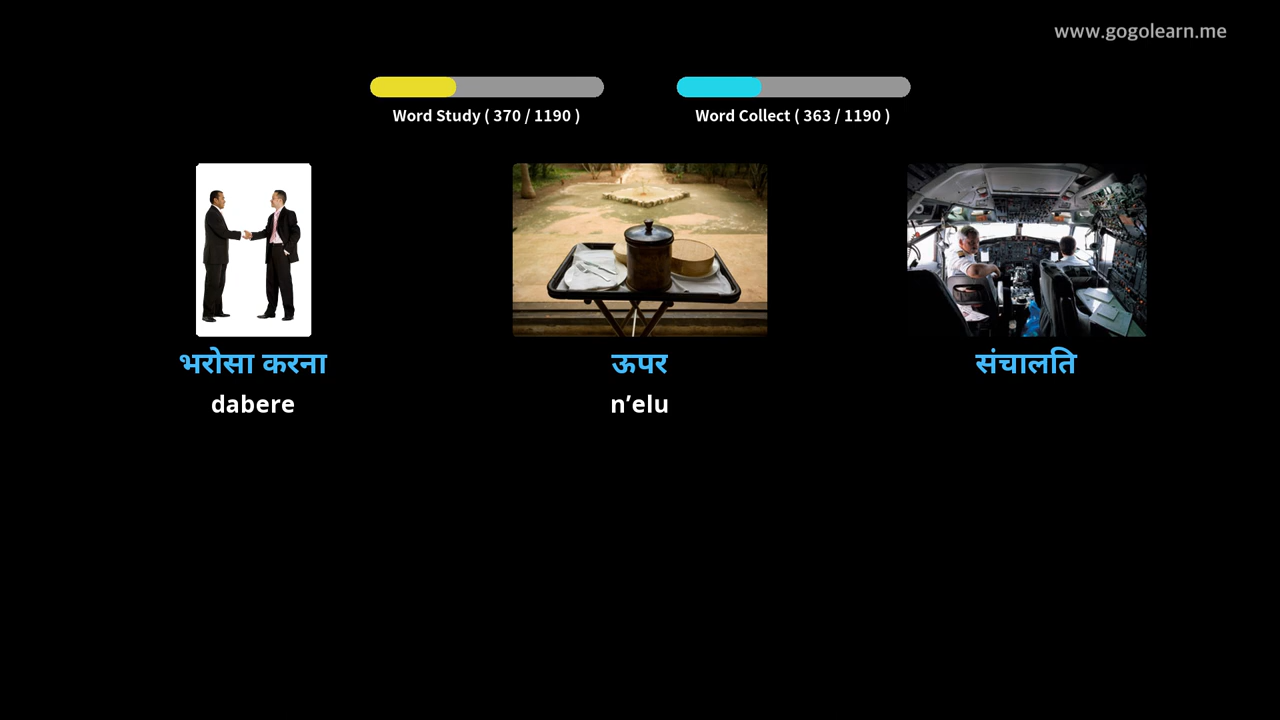 www.gogolearn.me
Word Study ( 370 / 1190 )
Word Collect ( 363 / 1190 )
भरोसा करना
ऊपर
संचालति
dabere
n’elu